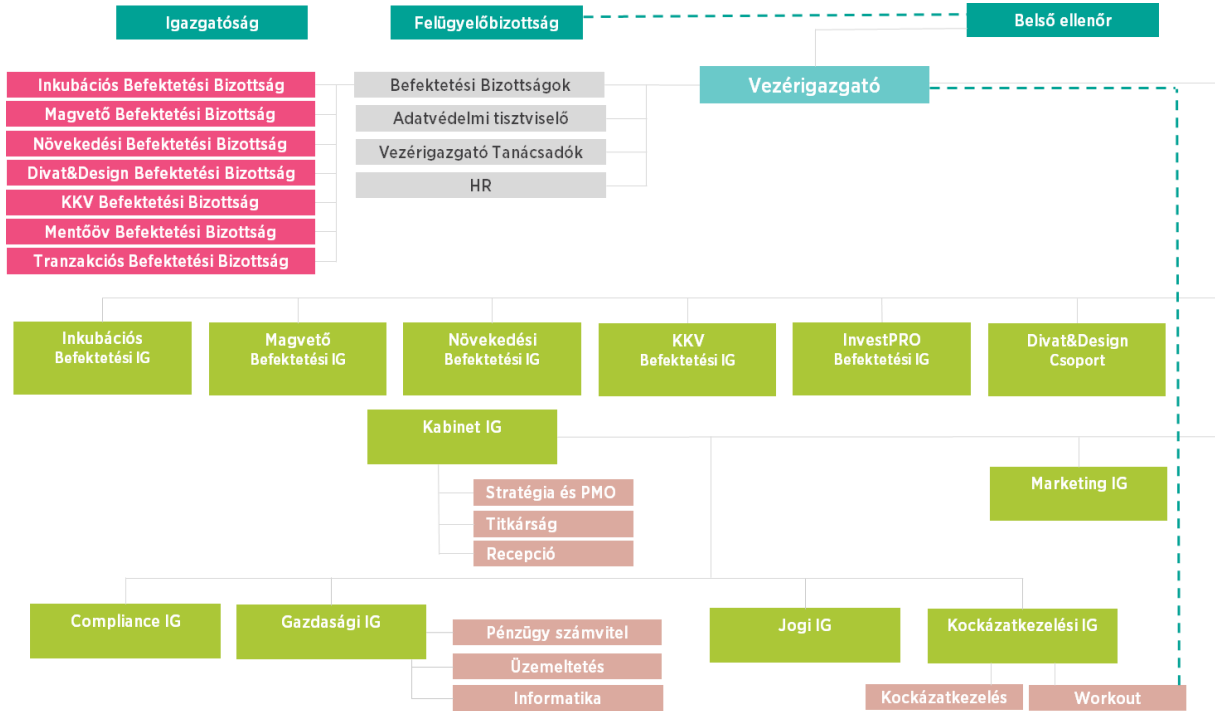 Igazgatóság
Felügyelőbizottság
Belső ellenőr
Vezérigazgató
Inkubációs Befektetési Bizottság
Magvető Befektetési Bizottság
Növekedési Befektetési Bizottság
Divat&Design Befektetési Bizottság
KKV Befektetési Bizottság
Mentőöv Befektetési Bizottság
Tranzakciós Befektetési Bizottság
Befektetési Bizottságok
Adatvédelmi tisztviselő
Vezérigazgató Tanácsadók
HR
Inkubációs
Befektetési IG
Magvető
Befektetési IG
Növekedési
Befektetési IG
KKV
Befektetési IG
InvestPRO
Befektetési IG
Divat&Design
Csoport
Kabinet IG
Stratégia és PMO
Titkárság
Recepció
Marketing IG
Compliance IG
Gazdasági IG
Pénzügy számvitel
Üzemeltetés
Informatika
Jogi IG
Kockázatkezelési IG
Kockázatkezelés
Workout